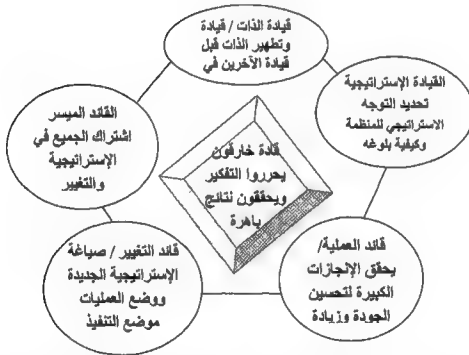 قيادة الذات / قيادة
وتطهير الذات قبل
قيادة الآخرين في
القيادة الإستراتيجية
تحديد التوجه
الاستراتيجي للمنظمة
وكيفية بلوغه
القائد الميسر
اشتراك الجميع في
الإستراتيجية
والتغيير
قادة خارقون
يحرروا التفكير
ويحققون نتائج
باهرة
قائد العملية/
يحقق الإنجازات
الكبيرة لتحسين
الجودة وزيادة
قائد التغيير / صياغة
الإستراتيجية الجديدة
ووضع العمليات
موضع التنفيذ